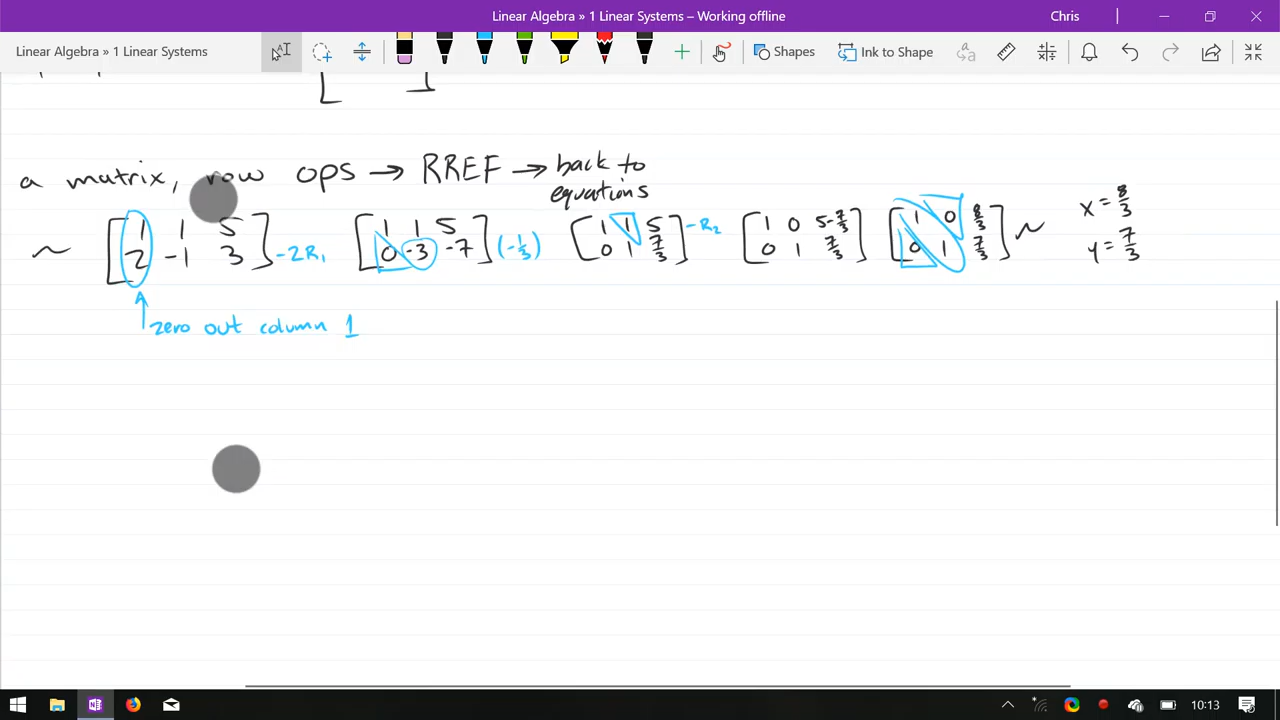 Linear Algebra » 1 Linear Systems – Working offline
Chris
Linear Algebra » 1 Linear Systems
Shapes
Ink to Shape
a matrix, row ops → RREF → back to
equations
~ [1 1 5
2 -1 3] -2R₁
[1 1 5
0 -3 -7] (-1/3)
[1 1 5
0 1 7/3] -R₂
[1 0 5-7/3
0 1 7/3]
[1 0 8/3
0 1 7/3] ~
x = 8/3
y = 7/3
zero out column 1
10:13